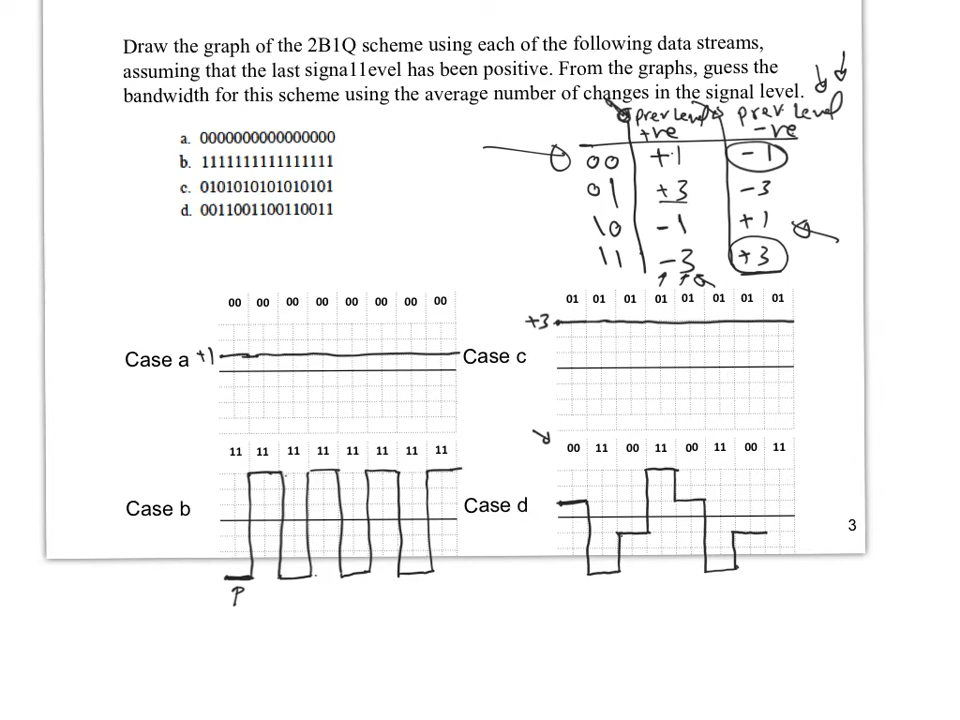 Draw the graph of the 2B1Q scheme using each of the following data streams,
assuming that the last signa11evel has been positive. From the graphs, guess the
bandwidth for this scheme using the average number of changes in the signal level.
prev level prev level
+ve -ve
a. 0000000000000000
b. 1111111111111111
c. 0101010101010101
d. 0011001100110011
00 +1 -1
01 +3 -3
10 -1 +1
11 -3 +3
00 00 00 00 00 00 00 00
Case a +1
01 01 01 01 01 01 01 01
+3
Case c
11 11 11 11 11 11 11 11
Case b
P
00 11 00 11 00 11 00 11
Case d
3